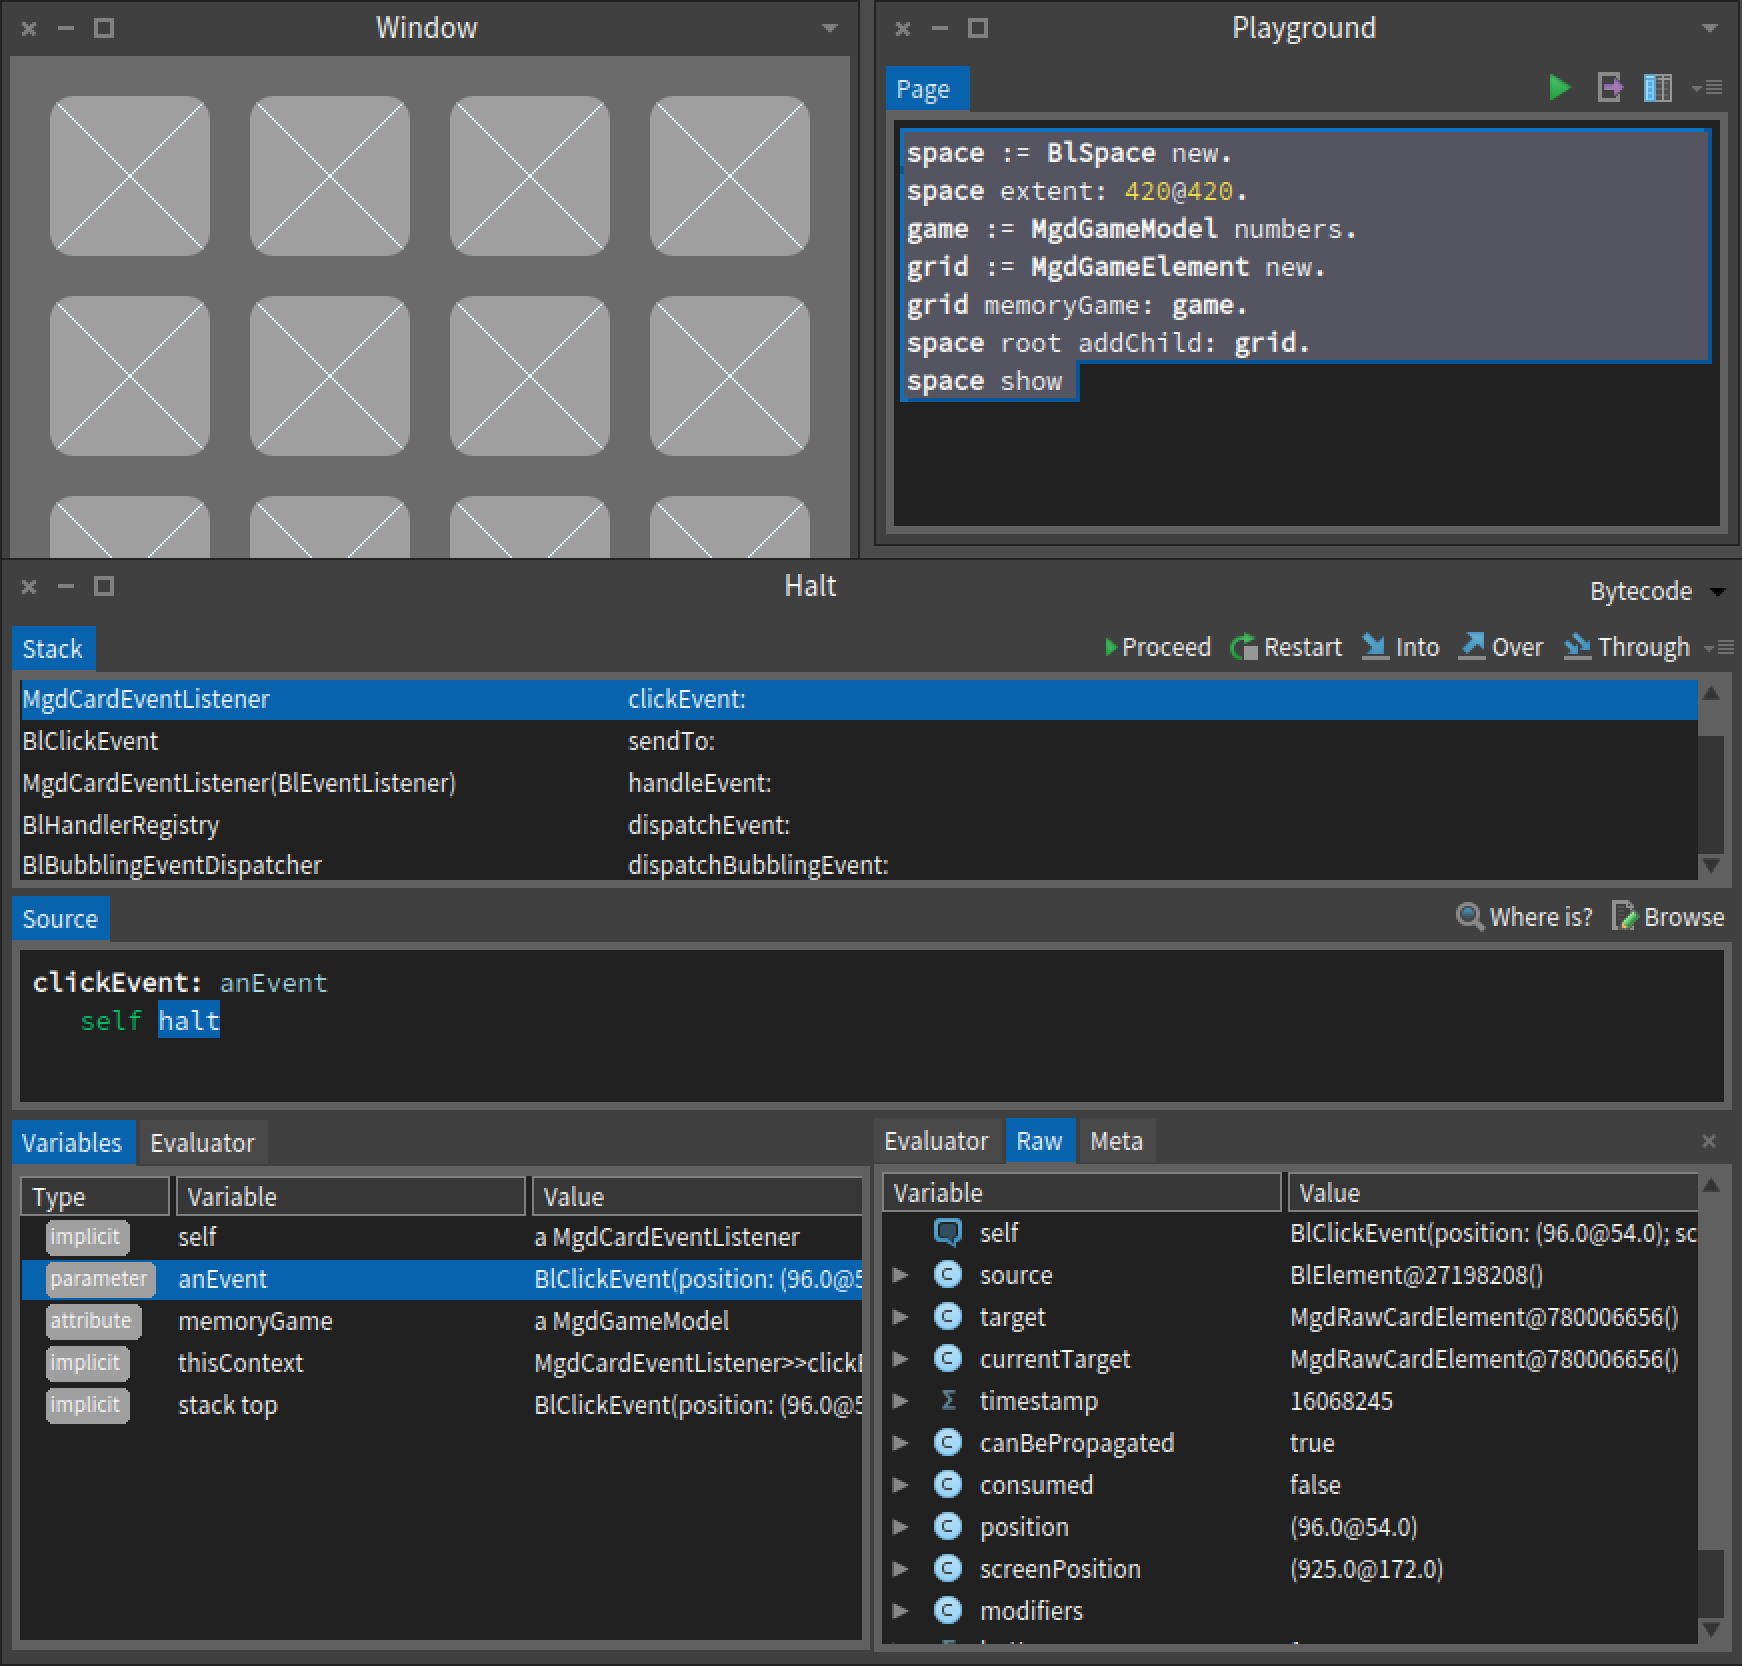 Window
Playground
Page
space := BlSpace new.
space extent: 420@420.
game := MgdGameModel numbers.
grid := MgdGameElement new.
grid memoryGame: game.
space root addChild: grid.
space show
Halt
Bytecode
Stack
Proceed Restart Into Over Through
MgdCardEventListener clickEvent:
BlClickEvent sendTo:
MgdCardEventListener(BlEventListener) handleEvent:
BlHandlerRegistry dispatchEvent:
BlBubblingEventDispatcher dispatchBubblingEvent:
Source
Where is? Browse
clickEvent: anEvent
self halt
Variables Evaluator
Type Variable Value
implicit self a MgdCardEventListener
parameter anEvent BlClickEvent(position: (96.0@5
attribute memoryGame a MgdGameModel
implicit thisContext MgdCardEventListener>>clickE
implicit stack top BlClickEvent(position: (96.0@5
Evaluator Raw Meta
Variable Value
self BlClickEvent(position: (96.0@54.0); sc
source BlElement@27198208()
target MgdRawCardElement@780006656()
currentTarget MgdRawCardElement@780006656()
Σ timestamp 16068245
canBePropagated true
consumed false
position (96.0@54.0)
screenPosition (925.0@172.0)
modifiers